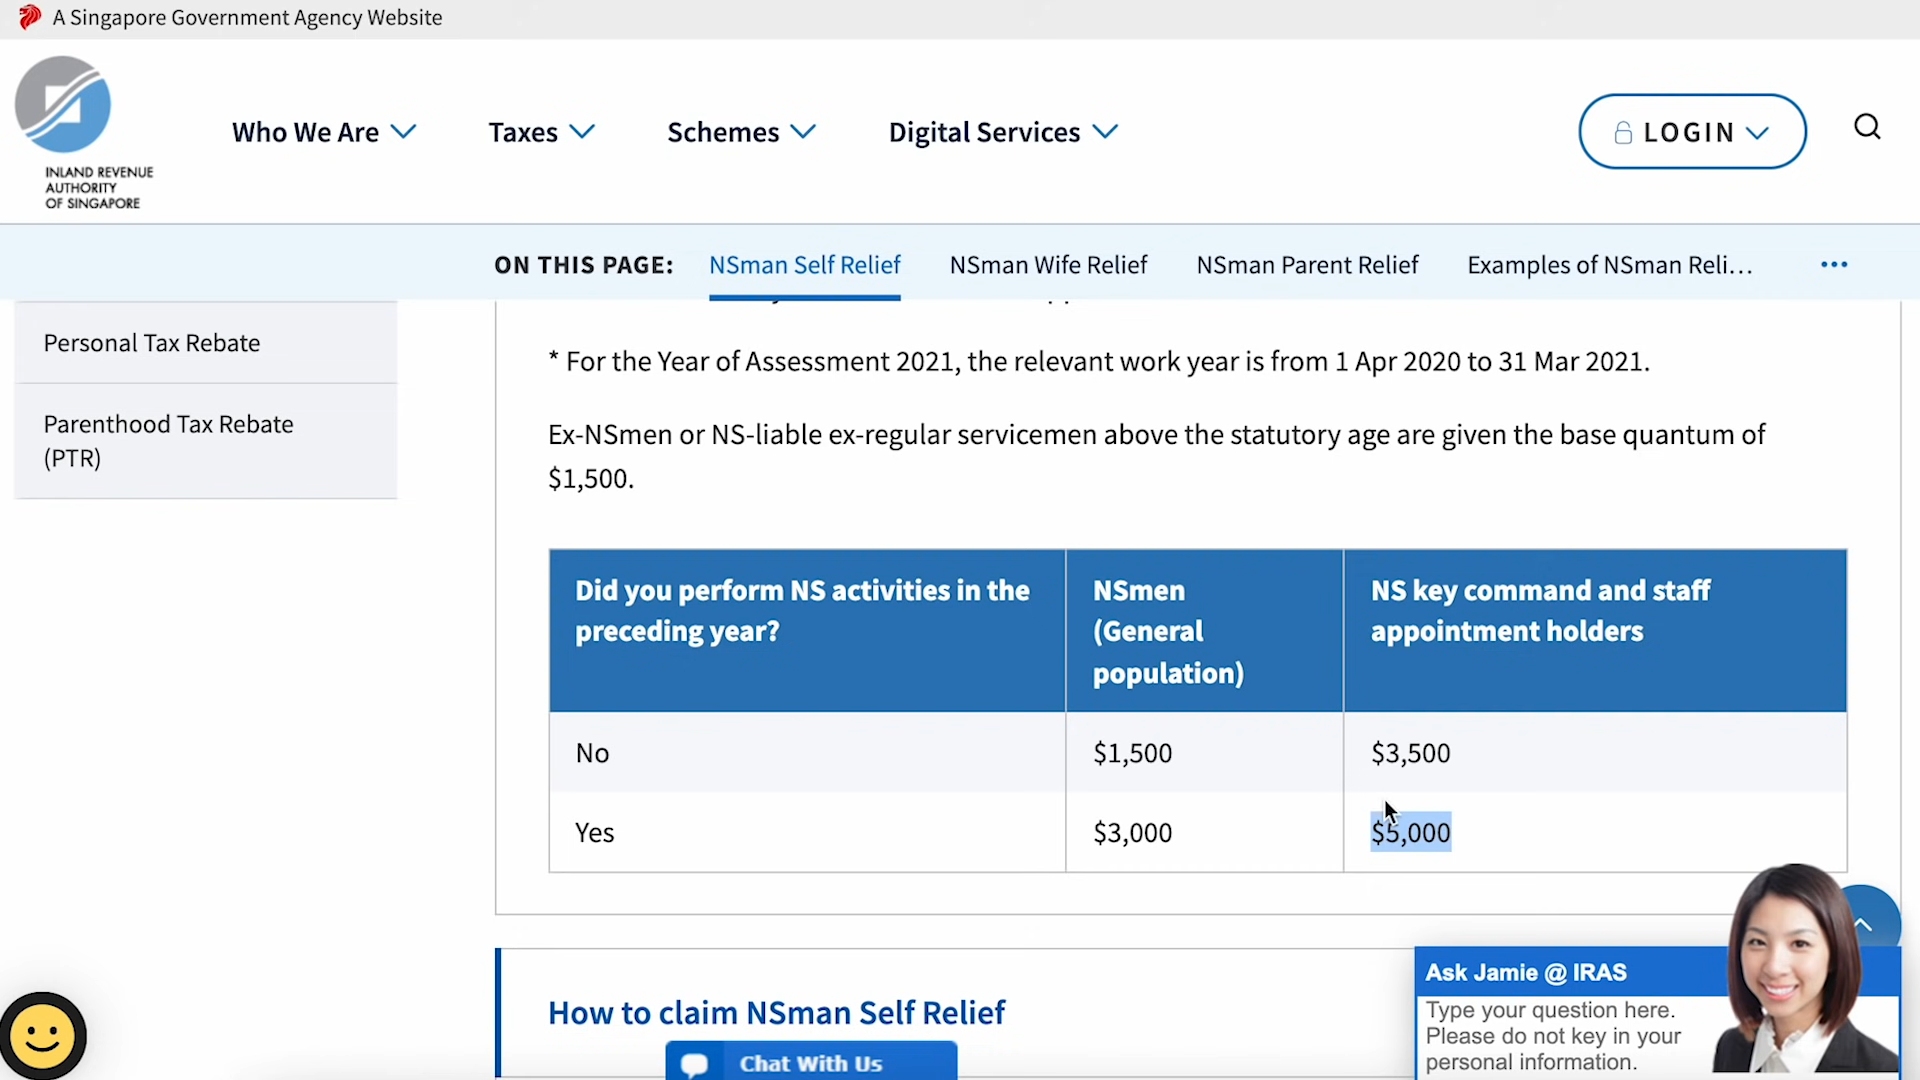 A Singapore Government Agency Website
INLAND REVENUE
AUTHORITY
OF SINGAPORE
Who We Are
Taxes
Schemes
Digital Services
LOGIN
ON THIS PAGE:
NSman Self Relief
NSman Wife Relief
NSman Parent Relief
Examples of NSman Reli...
Personal Tax Rebate
Parenthood Tax Rebate
(PTR)
* For the Year of Assessment 2021, the relevant work year is from 1 Apr 2020 to 31 Mar 2021.
Ex-NSmen or NS-liable ex-regular servicemen above the statutory age are given the base quantum of
$1,500.
Did you perform NS activities in the
preceding year?
NSmen
(General
population)
NS key command and staff
appointment holders
No
$1,500
$3,500
Yes
$3,000
$5,000
How to claim NSman Self Relief
Chat With Us
Ask Jamie @ IRAS
Type your question here.
Please do not key in your
personal information.